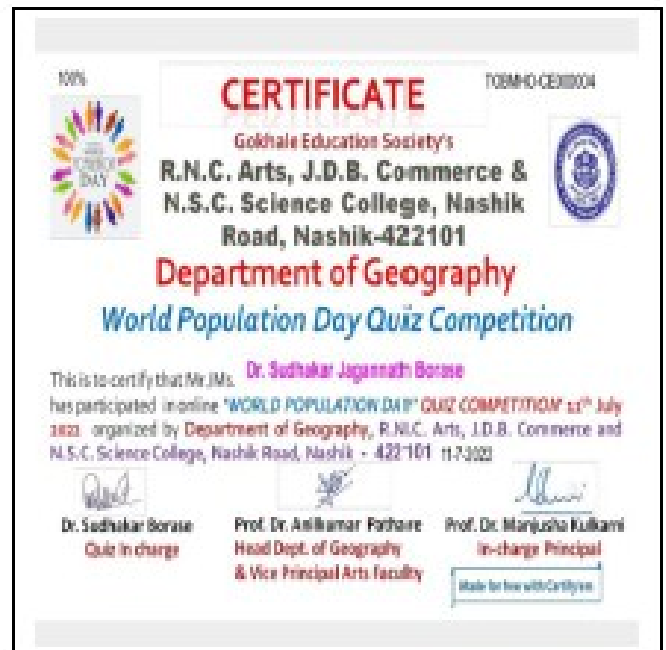 100%
CERTIFICATE
TOBMHO-CE000004
Gokhale Education Society's
R.N.C. Arts, J.D.B. Commerce &
N.S.C. Science College, Nashik
Road, Nashik-422101
Department of Geography
World Population Day Quiz Competition
DAY
This is to certify that Mr./Ms. Dr. Sudhakar Jagannath Borase
has participated in online "WORLD POPULATION DAY" QUIZ COMPETITION 11th July
2022 organized by Department of Geography, R.N.C. Arts, J.D.B. Commerce and
N.S.C. Science College, Nashik Road, Nashik - 422101 11-7-2022
Dr. Sudhakar Borase
Quiz In charge
Prof. Dr. Anilkumar Pathare
Head Dept. of Geography
& Vice Principal Arts Faculty
Prof. Dr. Manjusha Kulkarni
In-charge Principal
Made for free with Certify'em